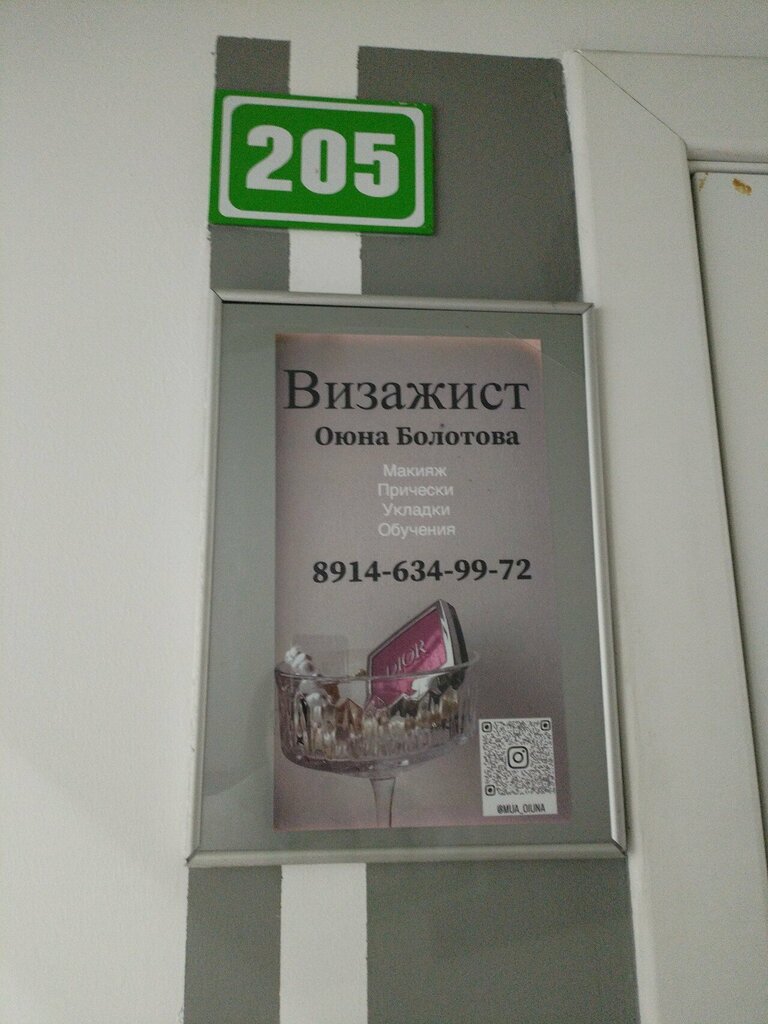 205
Визажист
Оюна Болотова
Макияж
Прически
Укладки
Обучения
8914-634-99-72
DIOR
@MUA_OIUNA